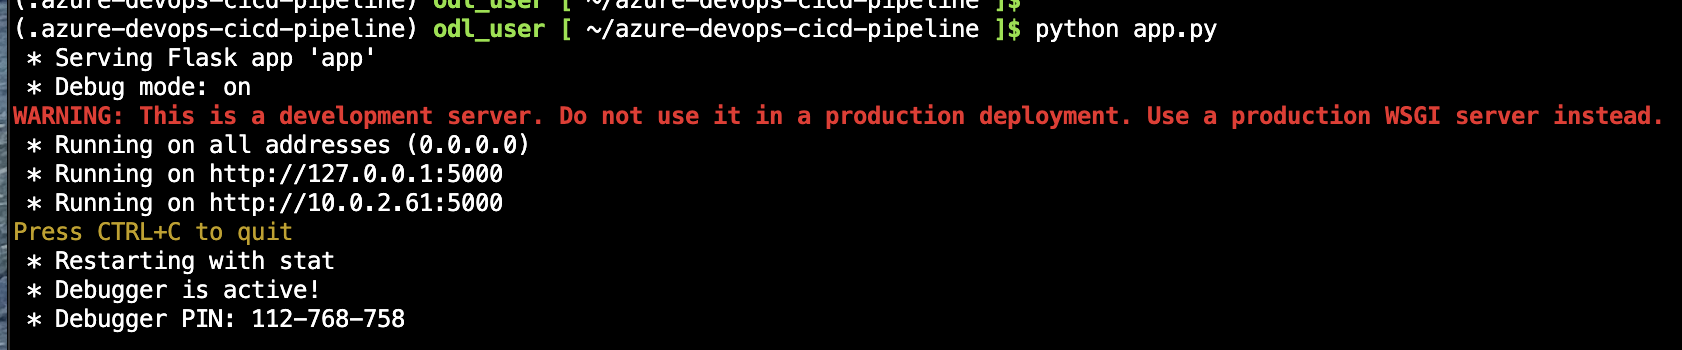 (.azure-devops-cicd-pipeline) odl_user [ ~/azure-devops-cicd-pipeline ]$
(.azure-devops-cicd-pipeline) odl_user [ ~/azure-devops-cicd-pipeline ]$ python app.py
 * Serving Flask app 'app'
 * Debug mode: on
WARNING: This is a development server. Do not use it in a production deployment. Use a production WSGI server instead.
 * Running on all addresses (0.0.0.0)
 * Running on http://127.0.0.1:5000
 * Running on http://10.0.2.61:5000
Press CTRL+C to quit
 * Restarting with stat
 * Debugger is active!
 * Debugger PIN: 112-768-758